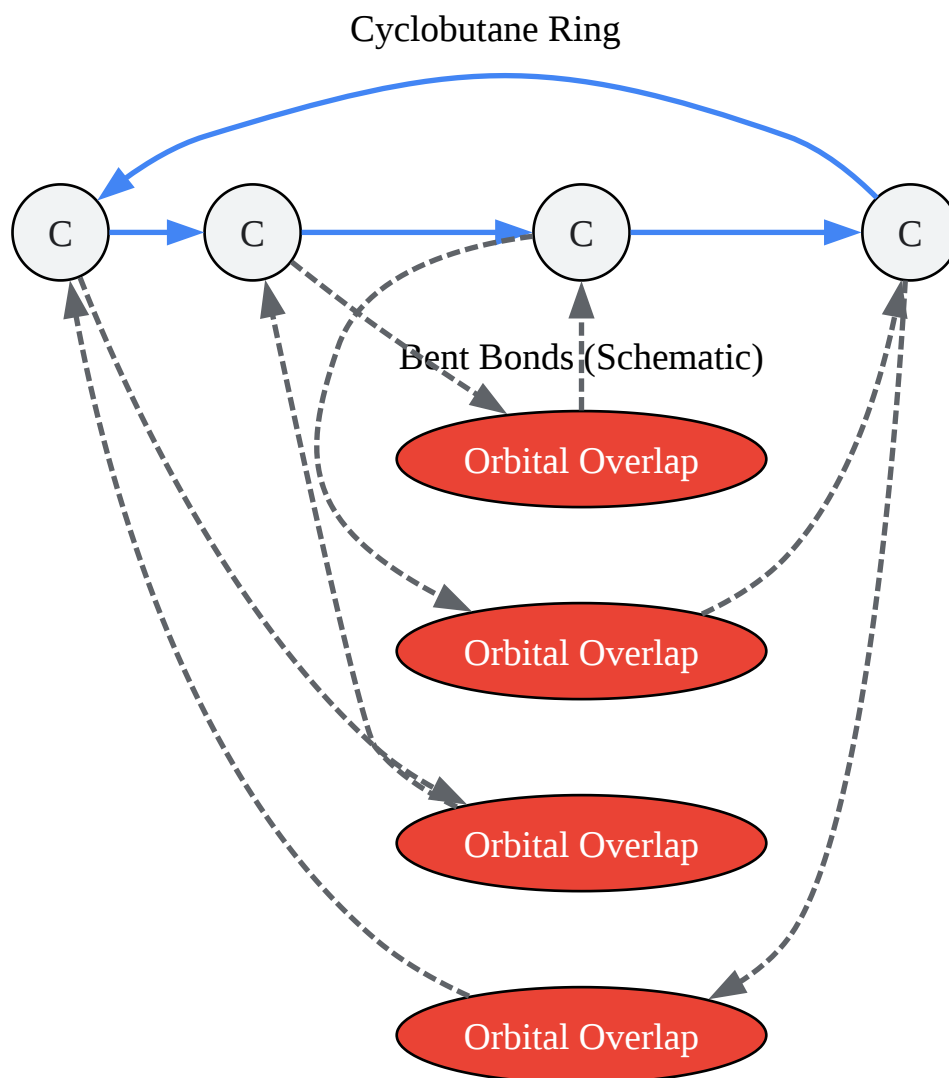 Cyclobutane Ring
C
C
C
C
Bent Bonds (Schematic)
Orbital Overlap
Orbital Overlap
Orbital Overlap
Orbital Overlap